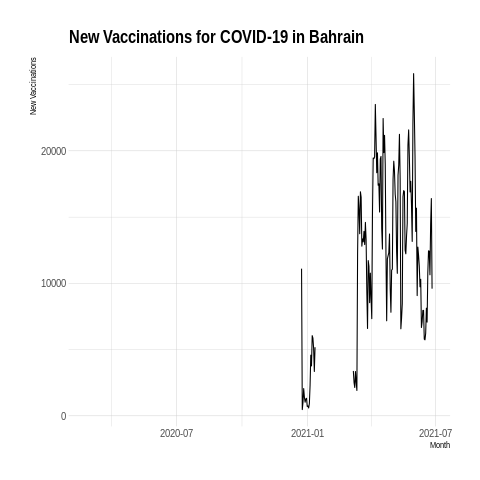 New Vaccinations for COVID-19 in Bahrain
New Vaccinations
20000
10000
0
2020-07
2021-01
2021-07
Month